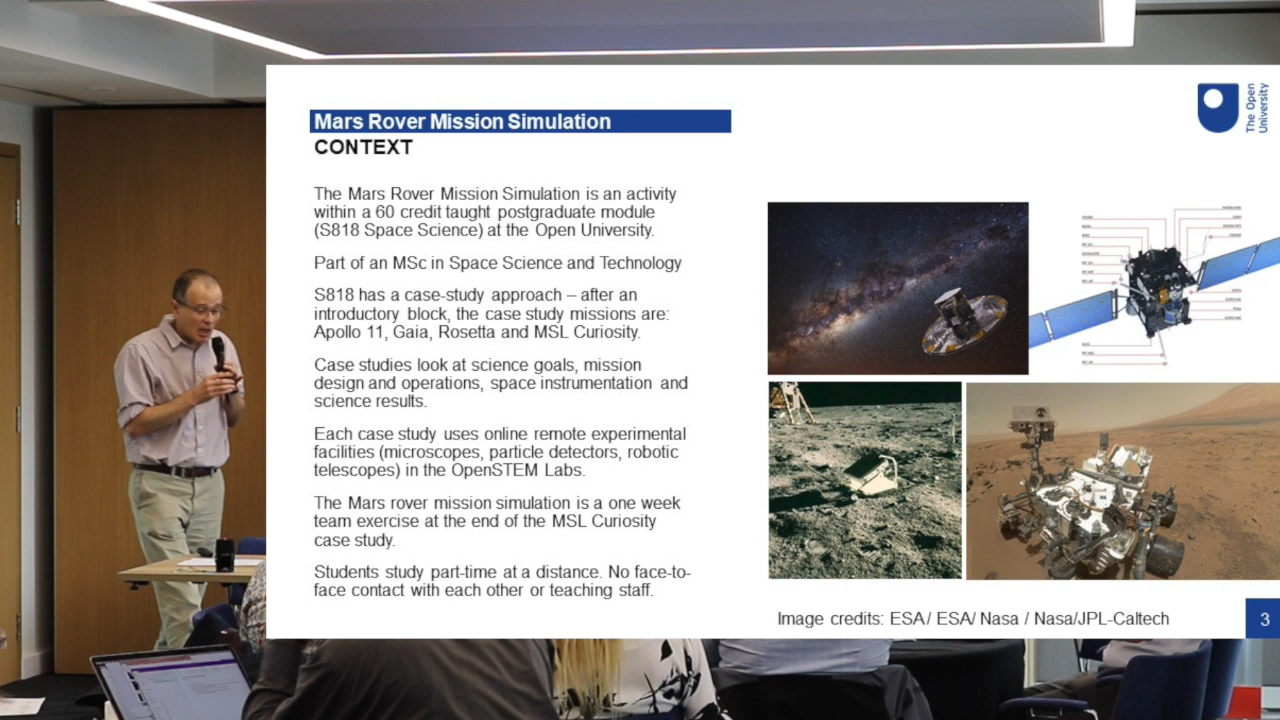 Mars Rover Mission Simulation
CONTEXT
The Mars Rover Mission Simulation is an activity
within a 60 credit taught postgraduate module
(S818 Space Science) at the Open University.
Part of an MSc in Space Science and Technology
S818 has a case-study approach – after an
introductory block, the case study missions are:
Apollo 11, Gaia, Rosetta and MSL Curiosity.
Case studies look at science goals, mission
design and operations, space instrumentation and
science results.
Each case study uses online remote experimental
facilities (microscopes, particle detectors, robotic
telescopes) in the OpenSTEM Labs.
The Mars rover mission simulation is a one week
team exercise at the end of the MSL Curiosity
case study.
Students study part-time at a distance. No face-to-
face contact with each other or teaching staff.
The Open
University
Image credits: ESA/ ESA/ Nasa / Nasa/JPL-Caltech
3